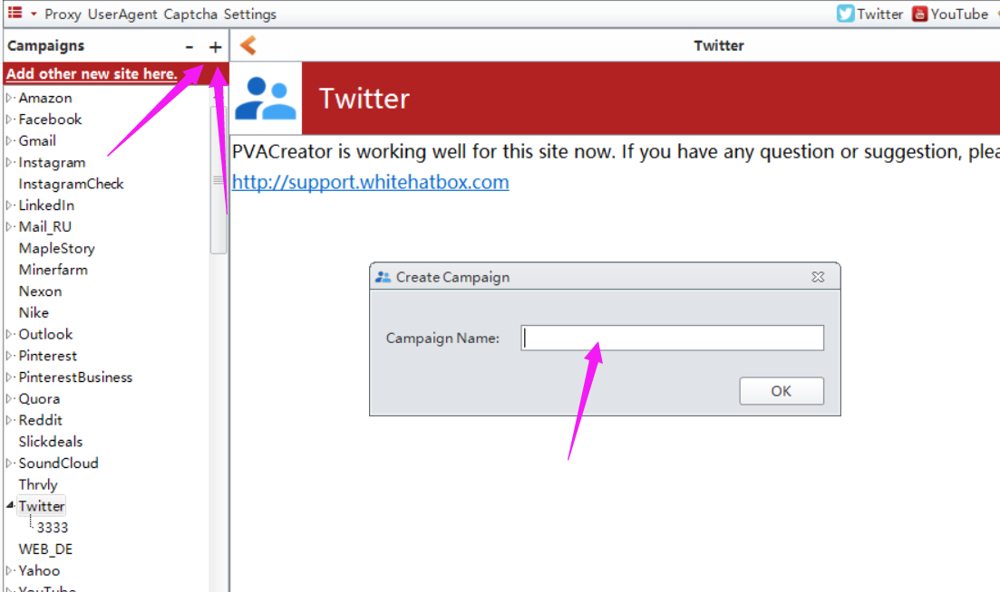 Proxy UserAgent Captcha Settings
Twitter YouTube
Campaigns - +
Twitter
Add other new site here.
Twitter
Amazon
Facebook
Gmail
Instagram
InstagramCheck
LinkedIn
Mail_RU
MapleStory
Minerfarm
Nexon
Nike
Outlook
Pinterest
PinterestBusiness
Quora
Reddit
Slickdeals
SoundCloud
Thrvly
Twitter
3333
WEB_DE
Yahoo
YouTube
PVACreator is working well for this site now. If you have any question or suggestion, plea
http://support.whitehatbox.com
Create Campaign
Campaign Name:
OK